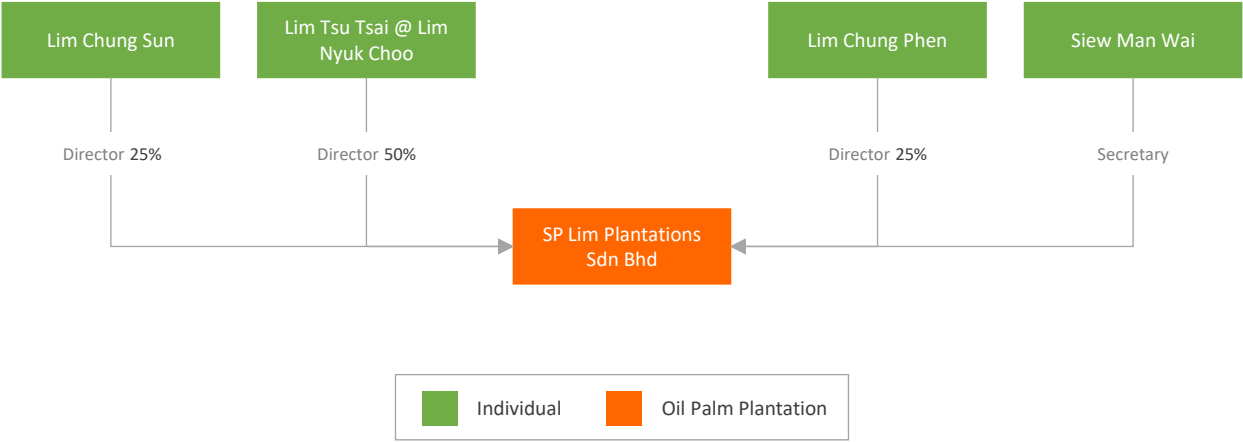 Lim Chung Sun
Lim Tsu Tsai @ Lim
Nyuk Choo
Lim Chung Phen
Siew Man Wai
Director 25%
Director 50%
Director 25%
Secretary
SP Lim Plantations
Sdn Bhd
Individual
Oil Palm Plantation